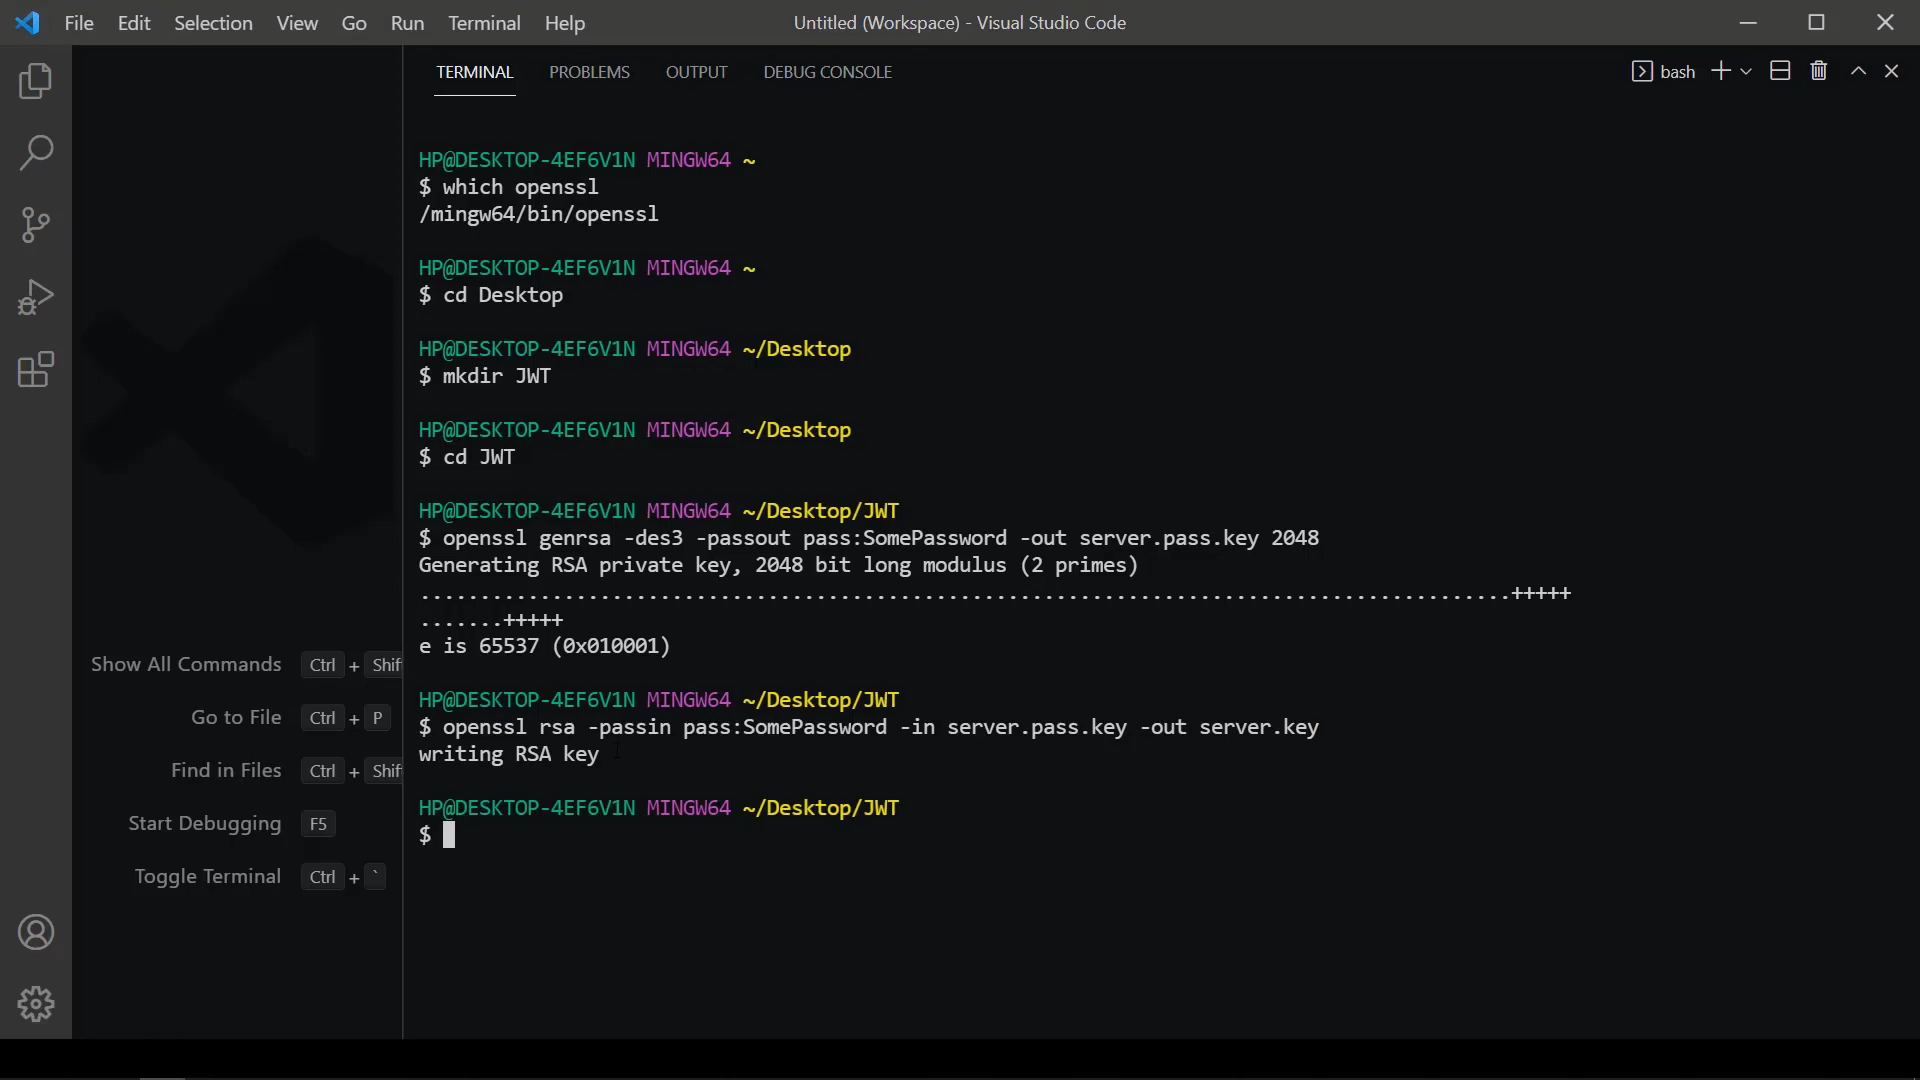 File Edit Selection View Go Run Terminal Help Untitled (Workspace) - Visual Studio Code
TERMINAL PROBLEMS OUTPUT DEBUG CONSOLE bash
HP@DESKTOP-4EF6V1N MINGW64 ~
$ which openssl
/mingw64/bin/openssl
HP@DESKTOP-4EF6V1N MINGW64 ~
$ cd Desktop
HP@DESKTOP-4EF6V1N MINGW64 ~/Desktop
$ mkdir JWT
HP@DESKTOP-4EF6V1N MINGW64 ~/Desktop
$ cd JWT
HP@DESKTOP-4EF6V1N MINGW64 ~/Desktop/JWT
$ openssl genrsa -des3 -passout pass:SomePassword -out server.pass.key 2048
Generating RSA private key, 2048 bit long modulus (2 primes)
...........................................................................................+++++
.......+++++
e is 65537 (0x010001)
HP@DESKTOP-4EF6V1N MINGW64 ~/Desktop/JWT
$ openssl rsa -passin pass:SomePassword -in server.pass.key -out server.key
writing RSA key
HP@DESKTOP-4EF6V1N MINGW64 ~/Desktop/JWT
$
Show All Commands Ctrl + Shif
Go to File Ctrl + P
Find in Files Ctrl + Shif
Start Debugging F5
Toggle Terminal Ctrl + `